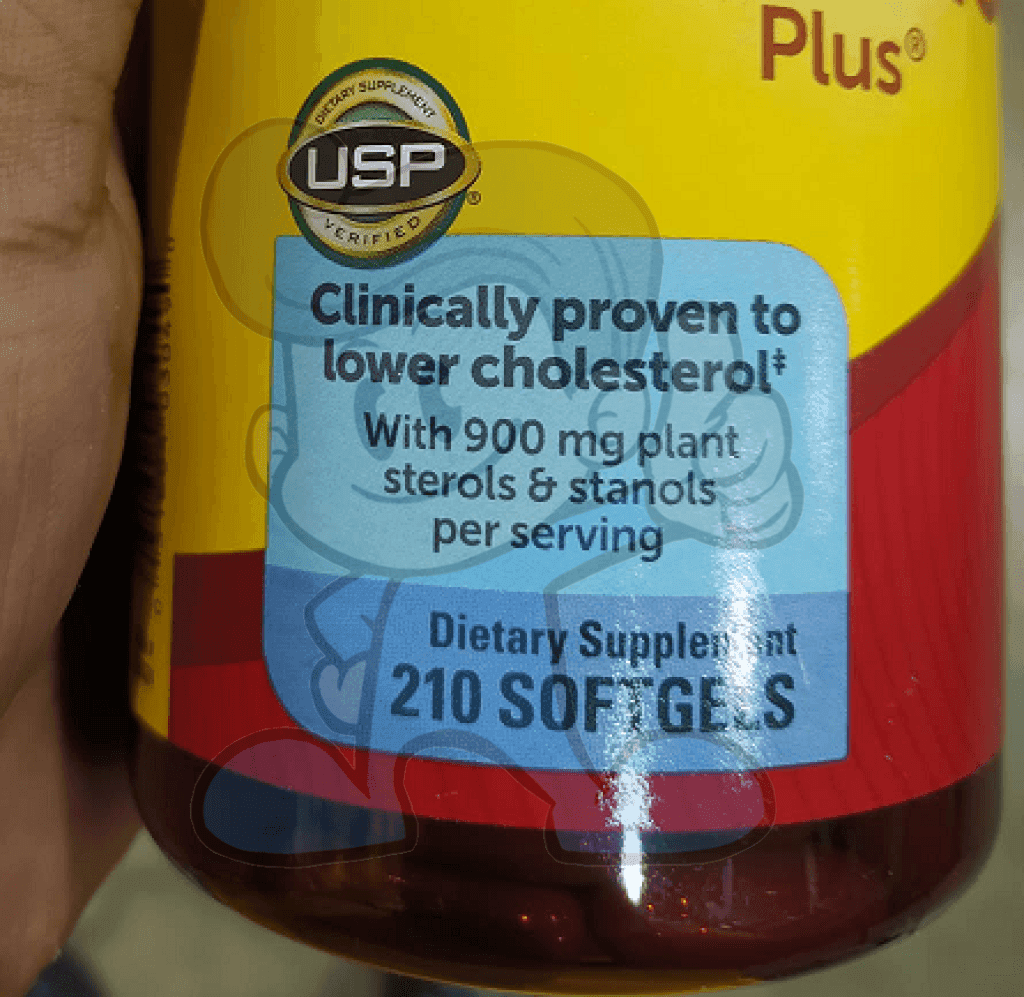 Plus®
DIETARY SUPPLEMENT
USP
®
VERIFIED
Clinically proven to
lower cholesterol‡
With 900 mg plant
sterols & stanols
per serving
Dietary Supplement
210 SOFTGELS